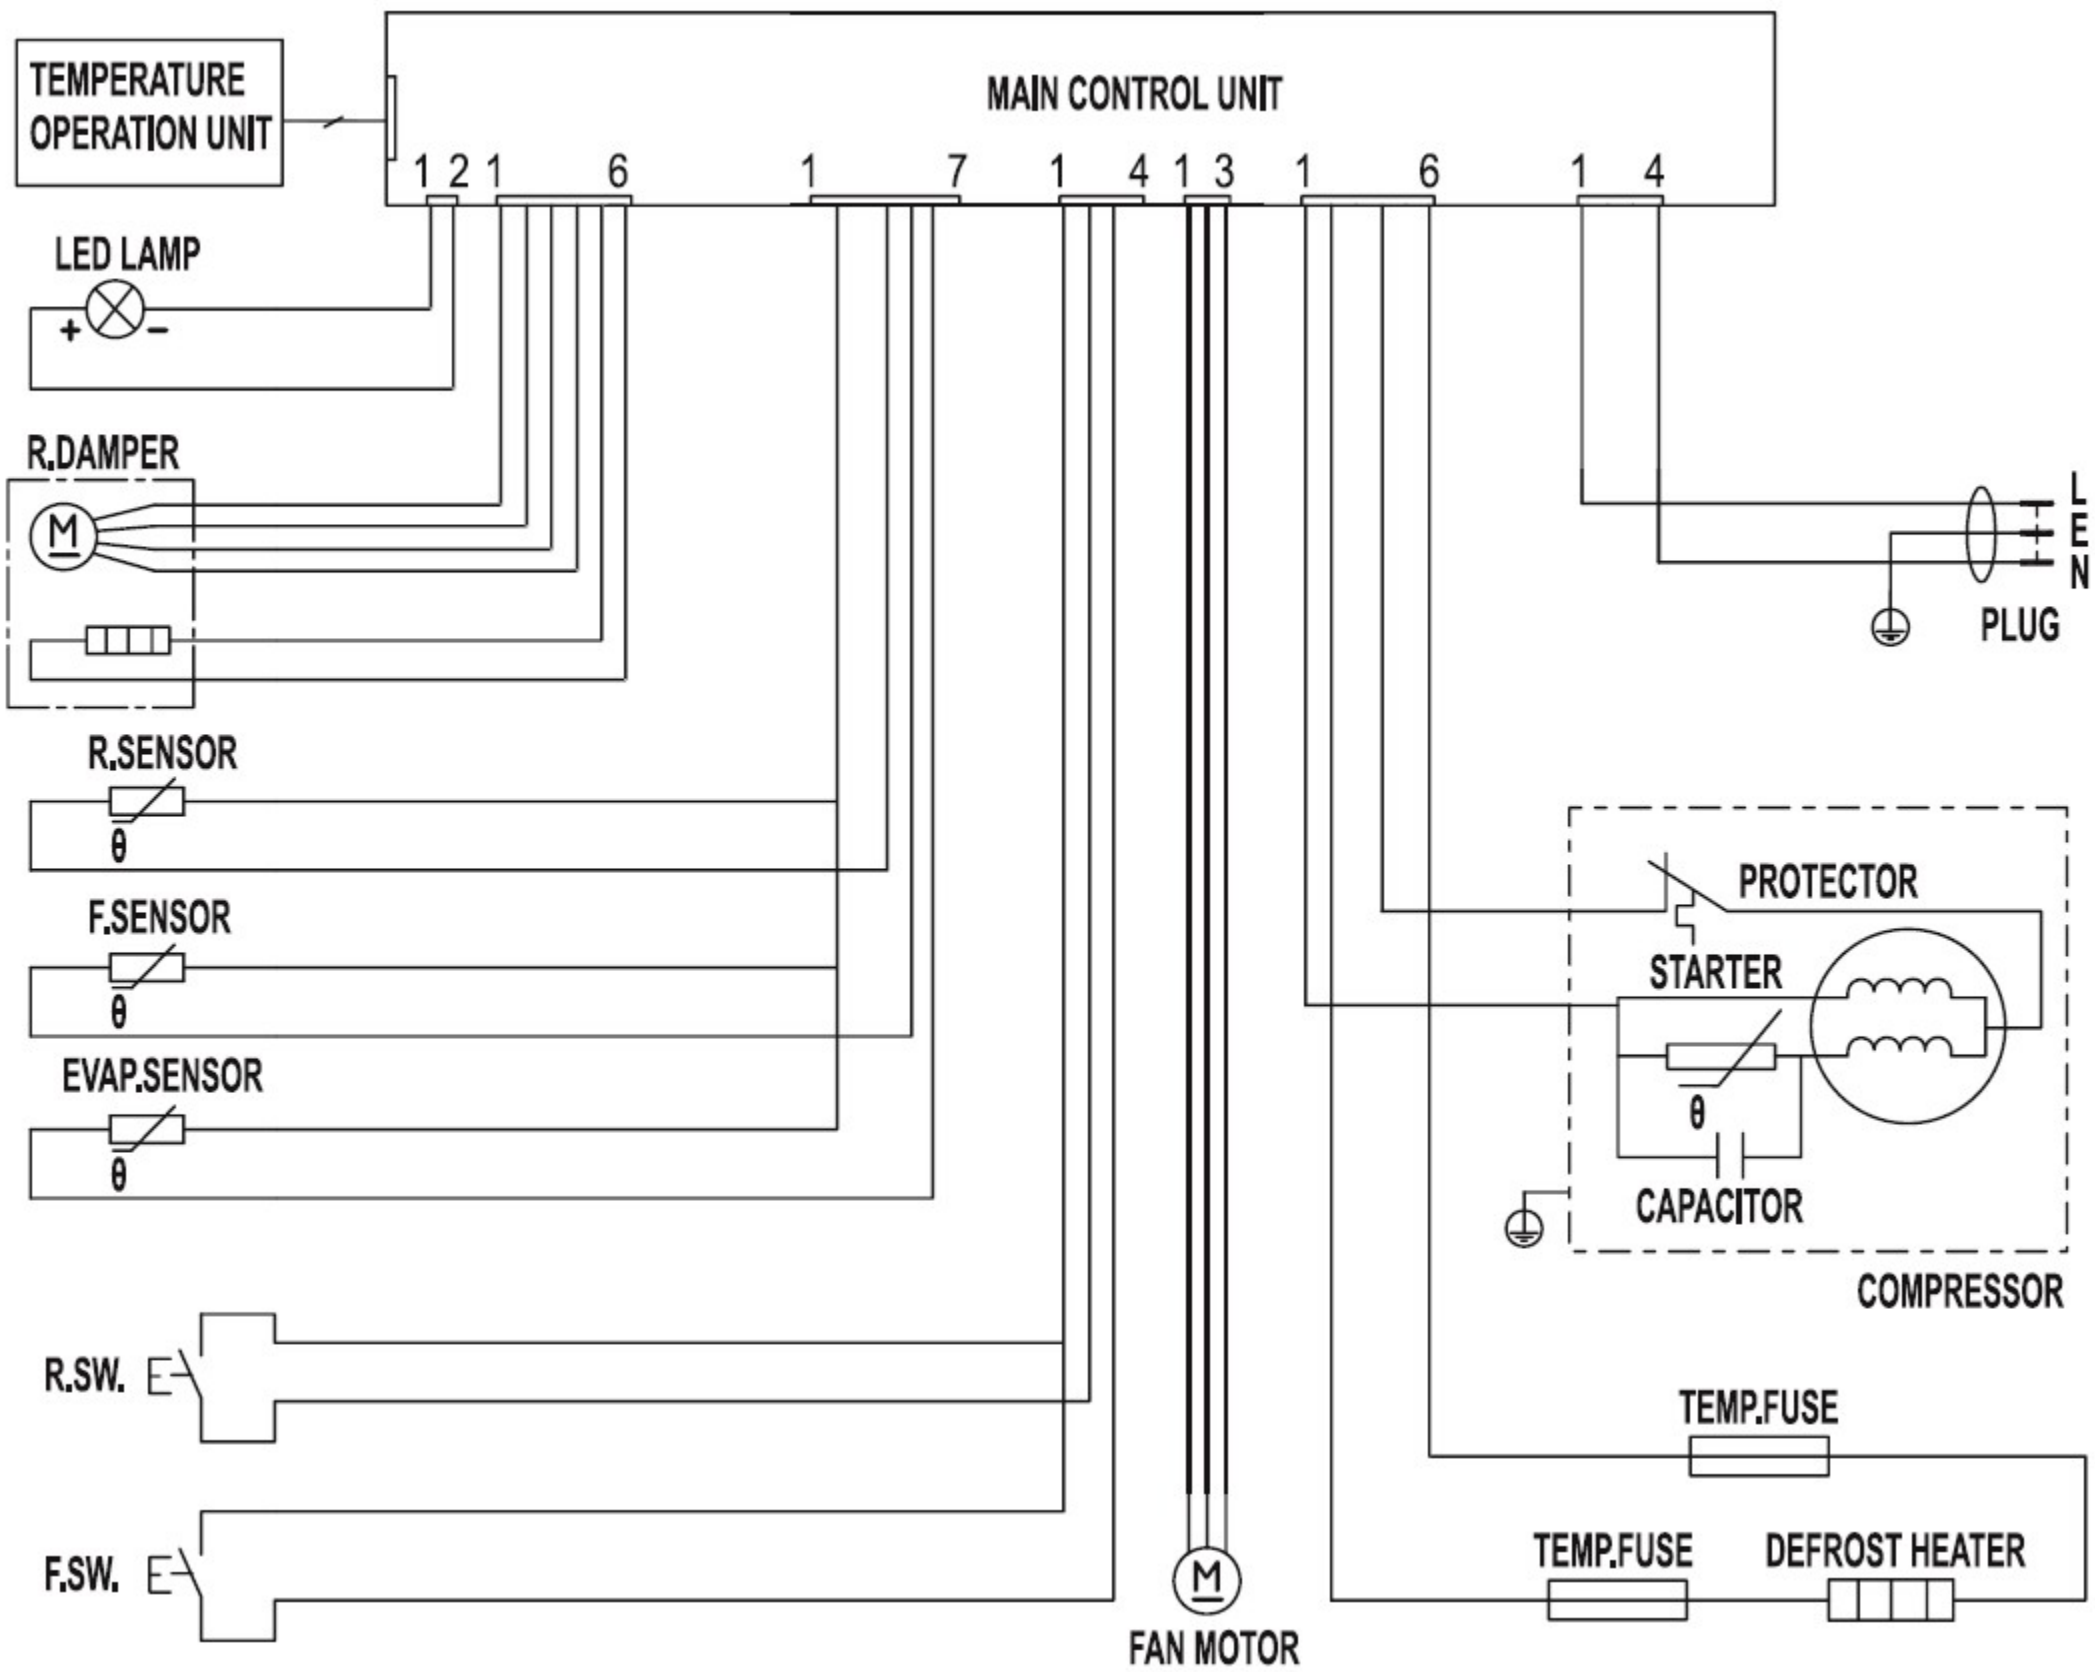 TEMPERATURE
OPERATION UNIT
MAIN CONTROL UNIT
1 2 1 6 1 7 1 4 1 3 1 6 1 4
LED LAMP
+ −
R.DAMPER
M
L
E
N
PLUG
R.SENSOR
θ
F.SENSOR
θ
EVAP.SENSOR
θ
PROTECTOR
STARTER
θ
CAPACITOR
COMPRESSOR
R.SW.
F.SW.
M
FAN MOTOR
TEMP.FUSE
TEMP.FUSE DEFROST HEATER